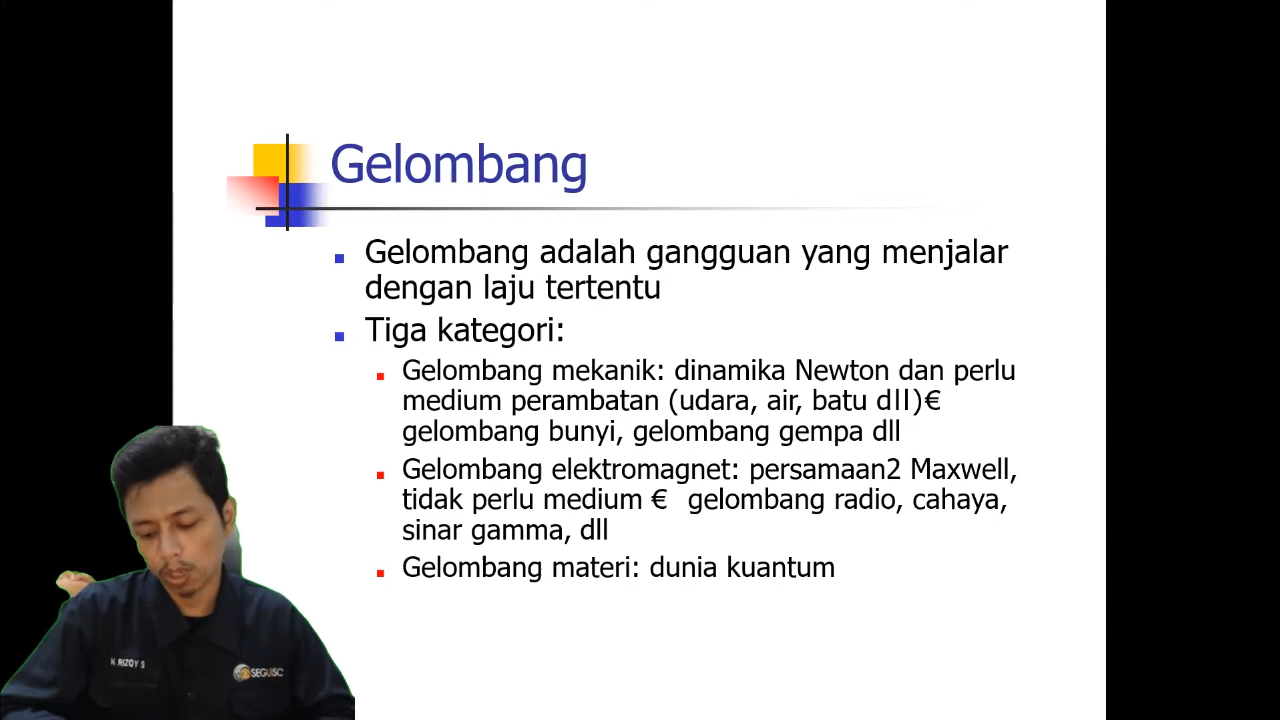 Gelombang
Gelombang adalah gangguan yang menjalar
dengan laju tertentu
Tiga kategori:
Gelombang mekanik: dinamika Newton dan perlu
medium perambatan (udara, air, batu dll)€
gelombang bunyi, gelombang gempa dll
Gelombang elektromagnet: persamaan2 Maxwell,
tidak perlu medium € gelombang radio, cahaya,
sinar gamma, dll
Gelombang materi: dunia kuantum
M. RIZQY S
SEGUISC